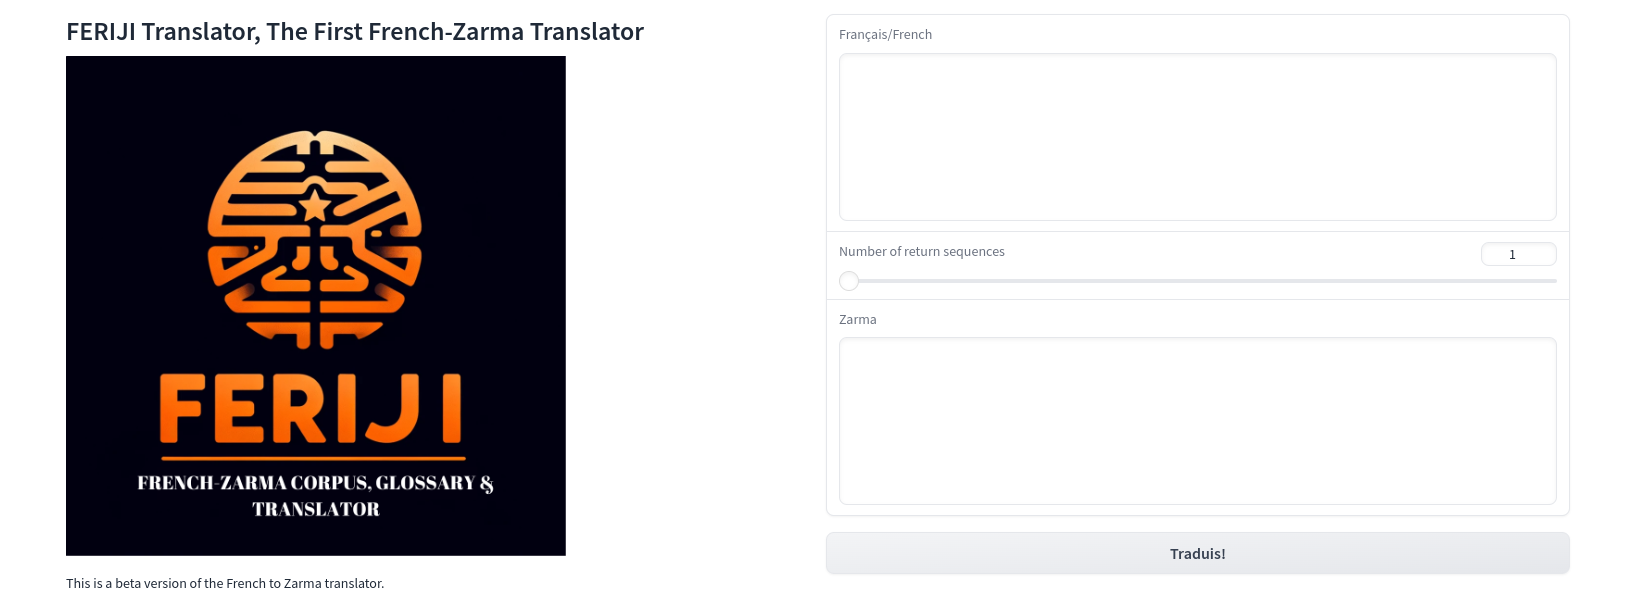 FERIJI Translator, The First French-Zarma Translator
FERIJI
FRENCH-ZARMA CORPUS, GLOSSARY &
TRANSLATOR
This is a beta version of the French to Zarma translator.
Français/French
Number of return sequences
1
Zarma
Traduis!